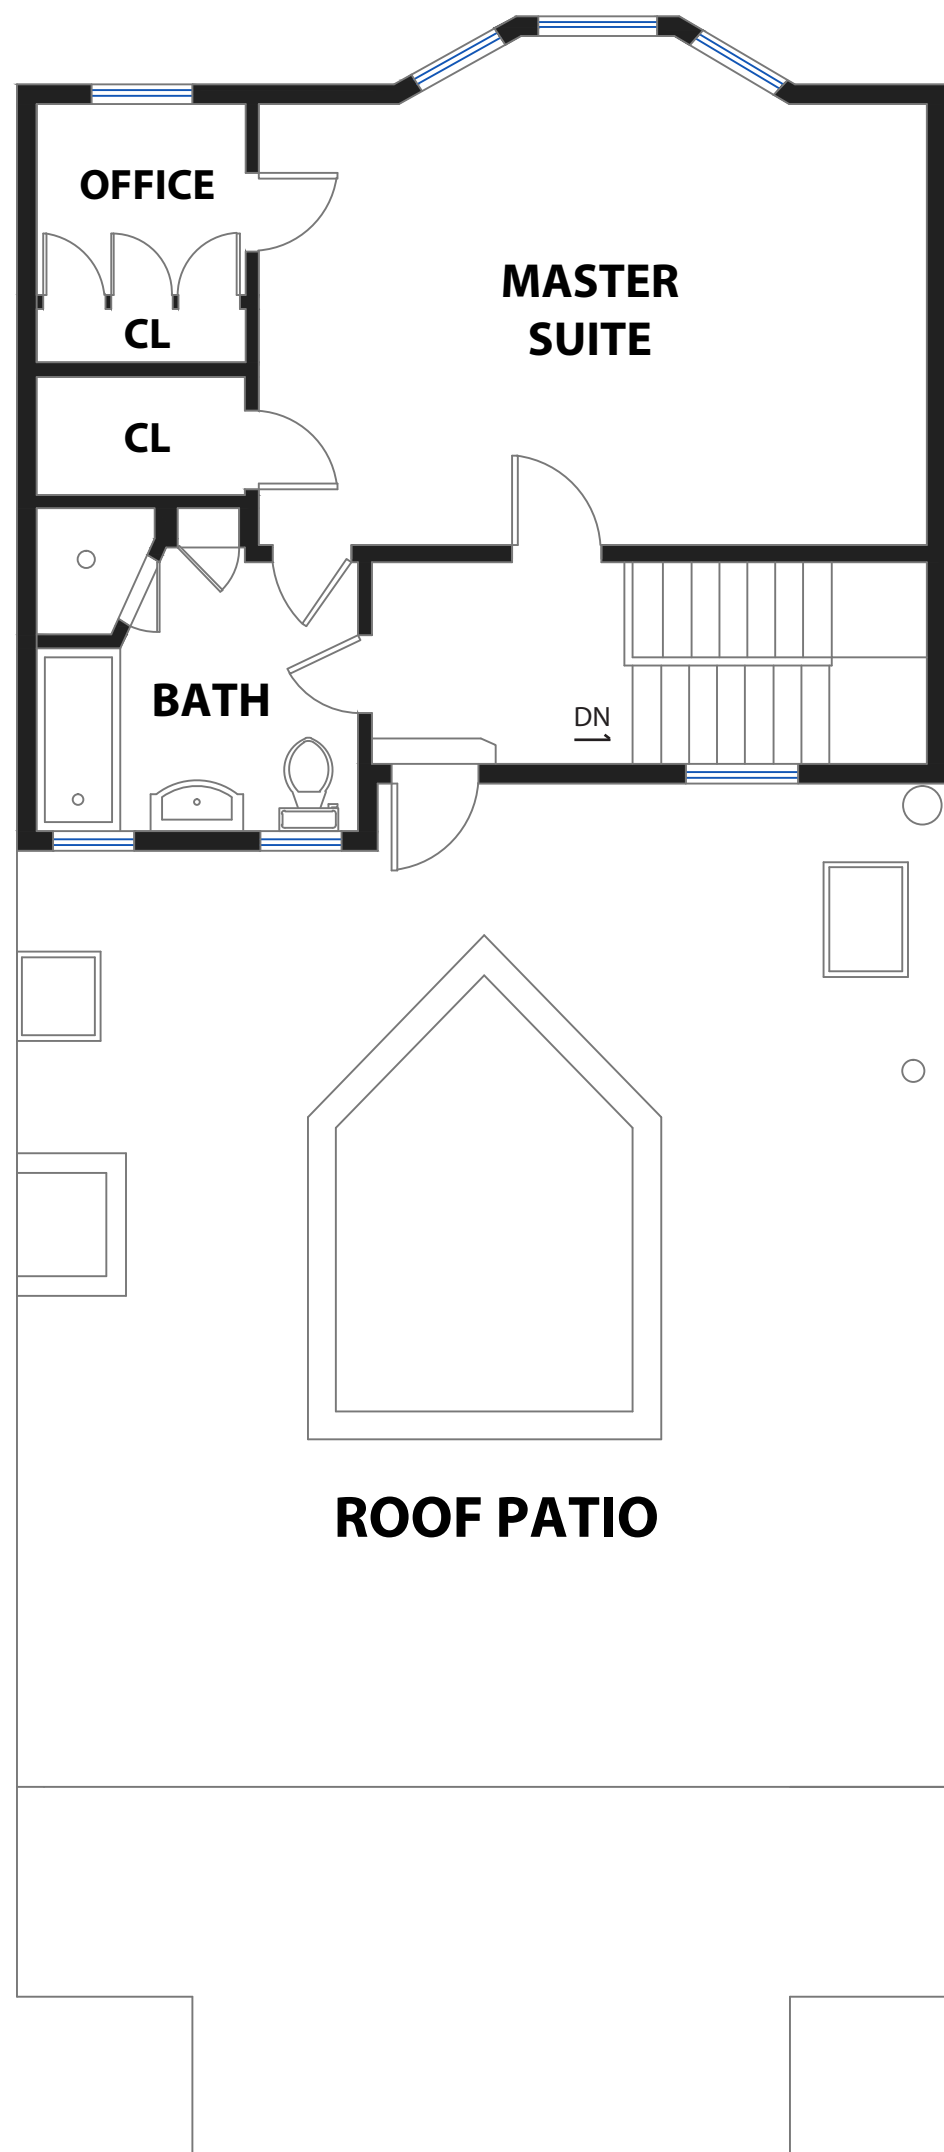 OFFICE
MASTER
SUITE
CL
CL
BATH
DN
ROOF PATIO